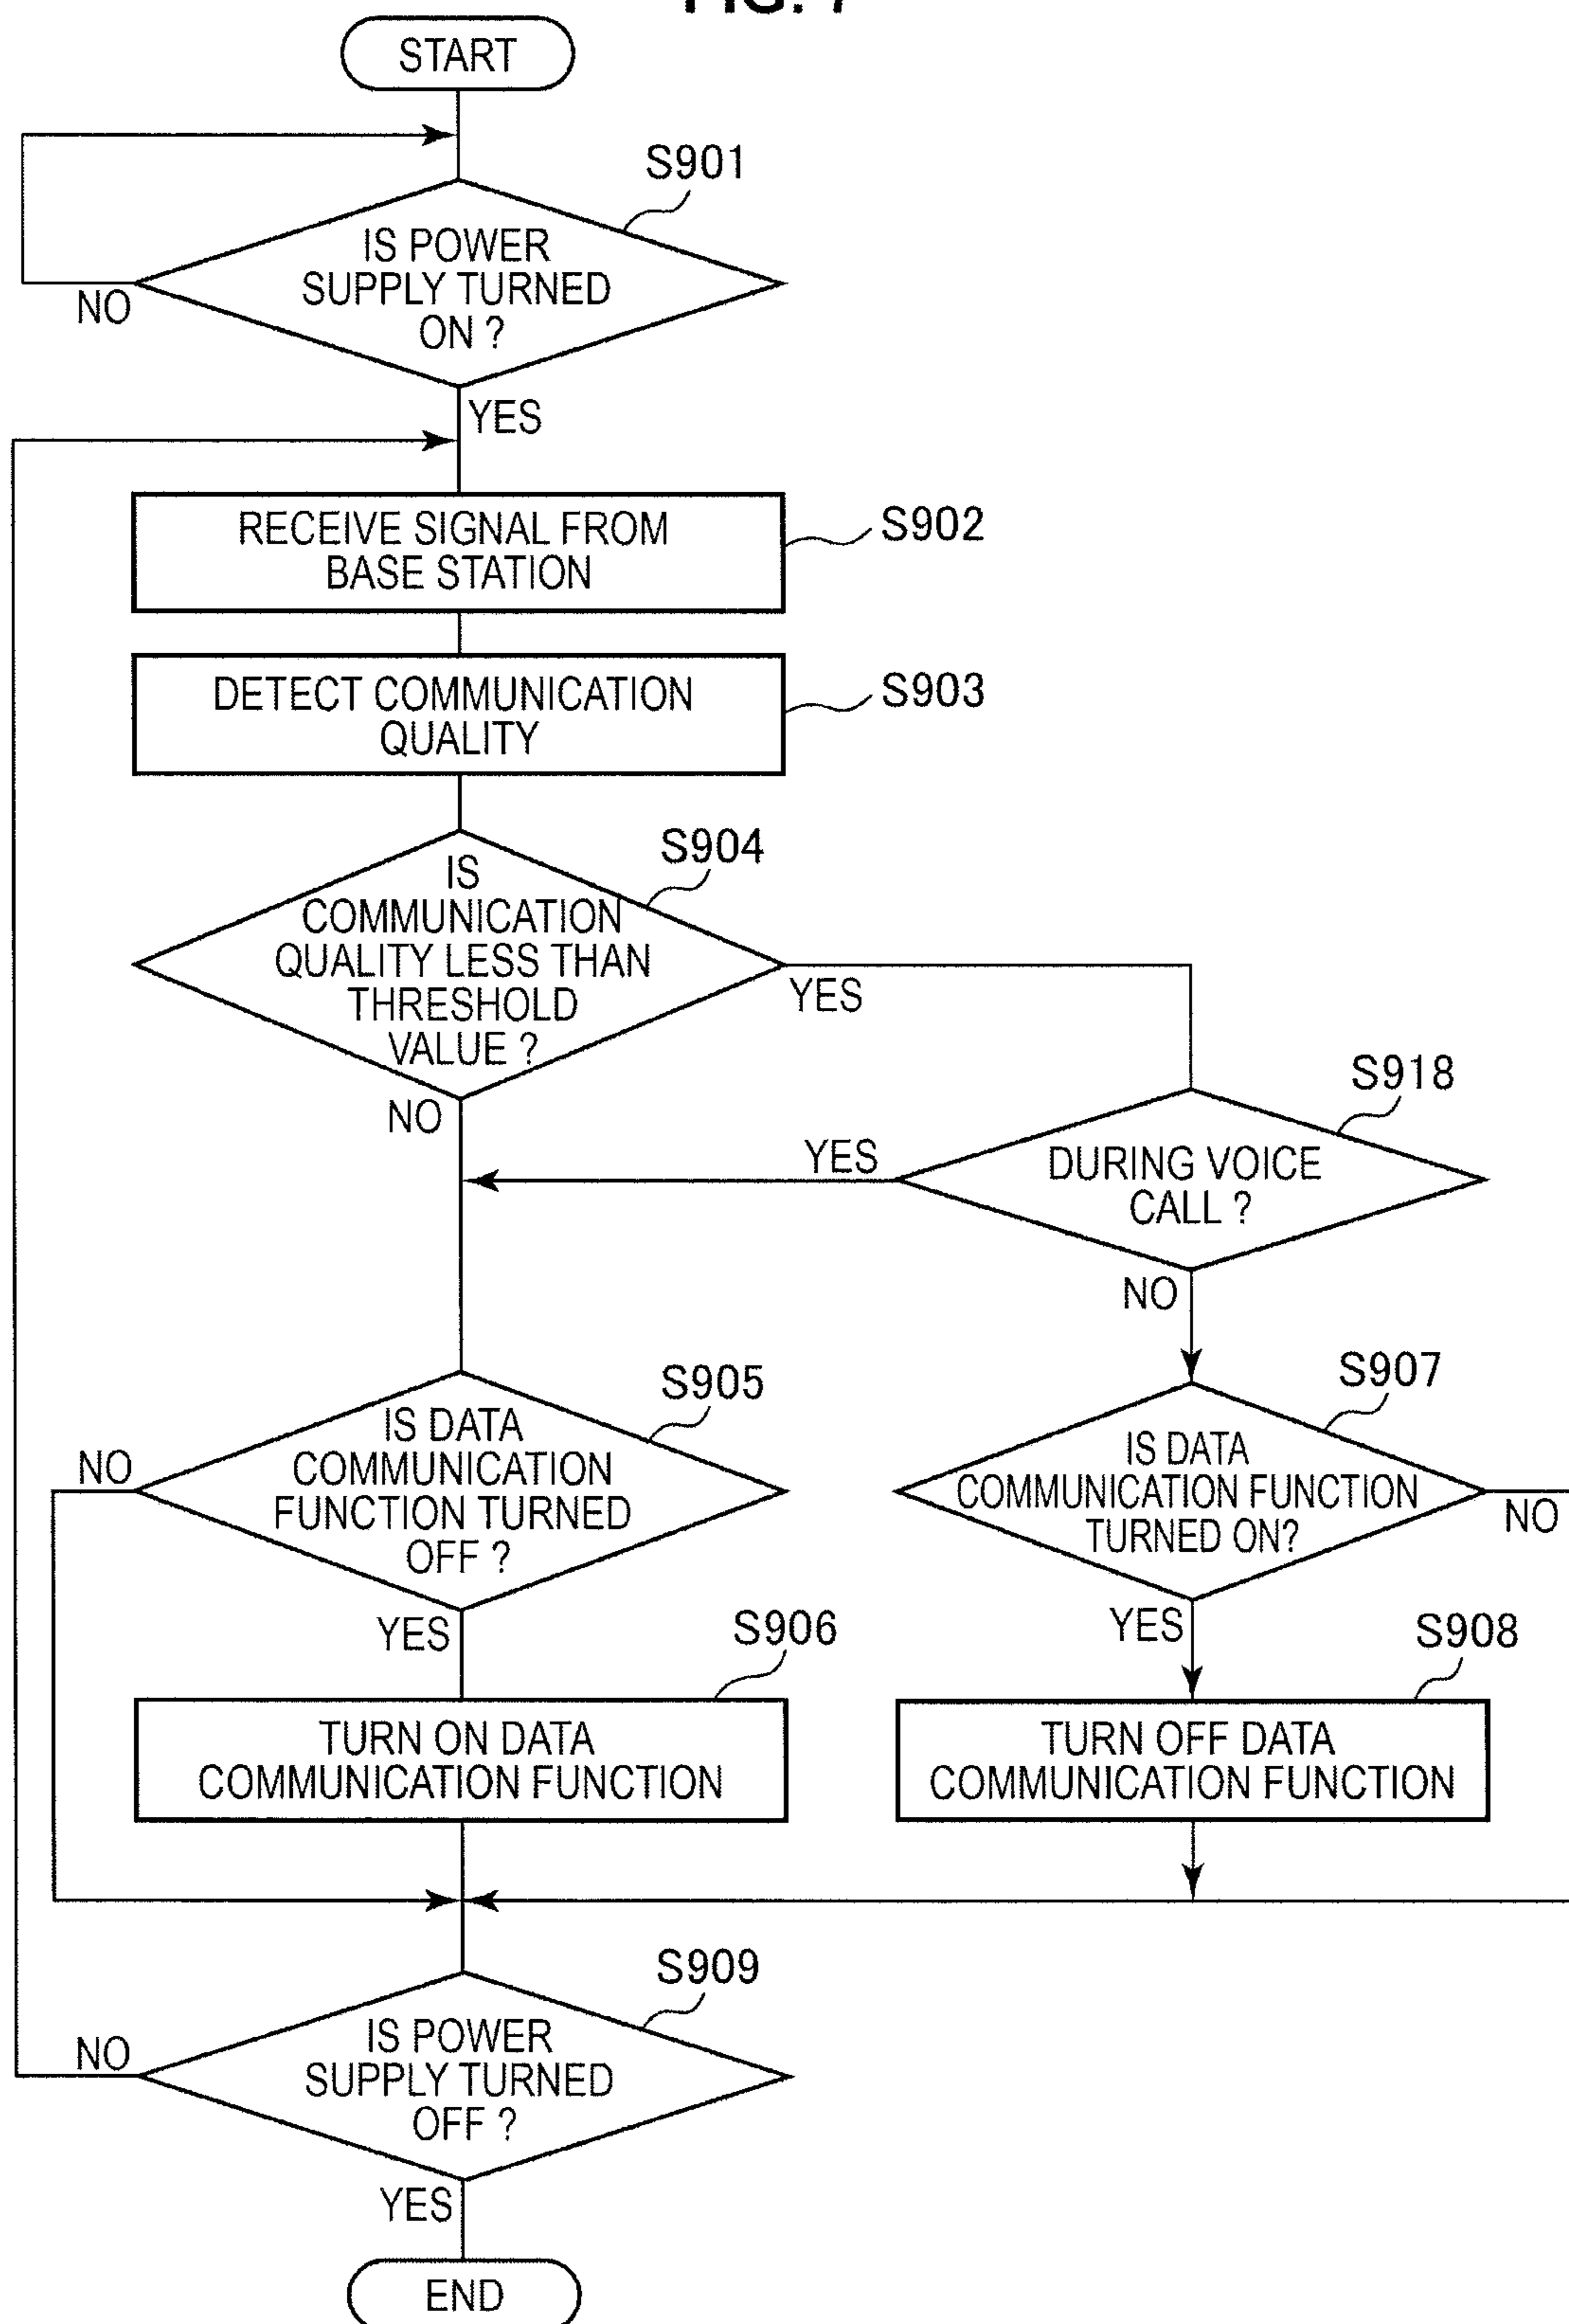 START
S901
IS POWER
SUPPLY TURNED
ON ?
NO
YES
RECEIVE SIGNAL FROM
BASE STATION
S902
DETECT COMMUNICATION
QUALITY
S903
S904
IS
COMMUNICATION
QUALITY LESS THAN
THRESHOLD
VALUE ?
YES
NO
S918
YES
DURING VOICE
CALL ?
NO
S905
IS DATA
COMMUNICATION
FUNCTION TURNED
OFF ?
NO
YES
S907
IS DATA
COMMUNICATION FUNCTION
TURNED ON?
NO
YES
S906
TURN ON DATA
COMMUNICATION FUNCTION
S908
TURN OFF DATA
COMMUNICATION FUNCTION
S909
IS POWER
SUPPLY TURNED
OFF ?
NO
YES
END